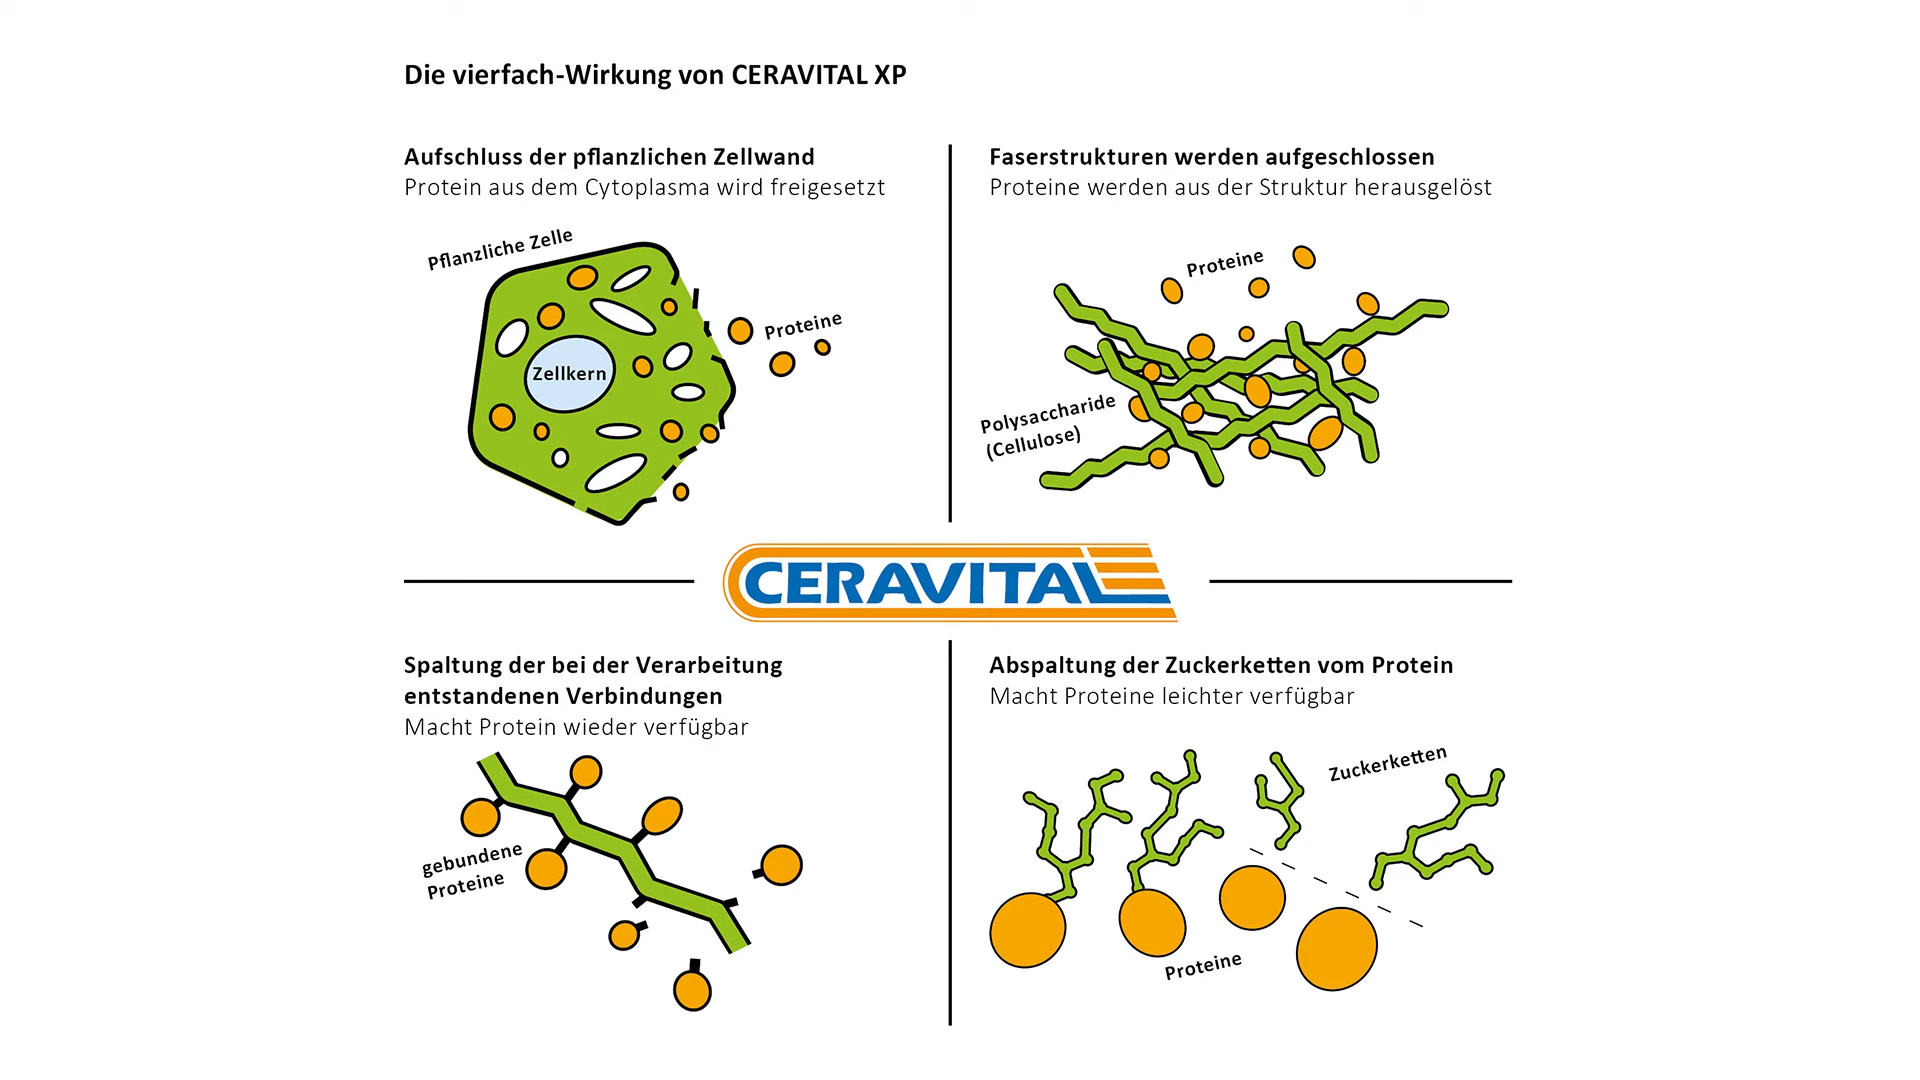 Die vierfach-Wirkung von CERAVITAL XP
Aufschluss der pflanzlichen Zellwand
Protein aus dem Cytoplasma wird freigesetzt
Pflanzliche Zelle
Zellkern
Proteine
Faserstrukturen werden aufgeschlossen
Proteine werden aus der Struktur herausgelöst
Proteine
Polysaccharide
(Cellulose)
CERAVITAL
Spaltung der bei der Verarbeitung
entstandenen Verbindungen
Macht Protein wieder verfügbar
gebundene
Proteine
Abspaltung der Zuckerketten vom Protein
Macht Proteine leichter verfügbar
Zuckerketten
Proteine